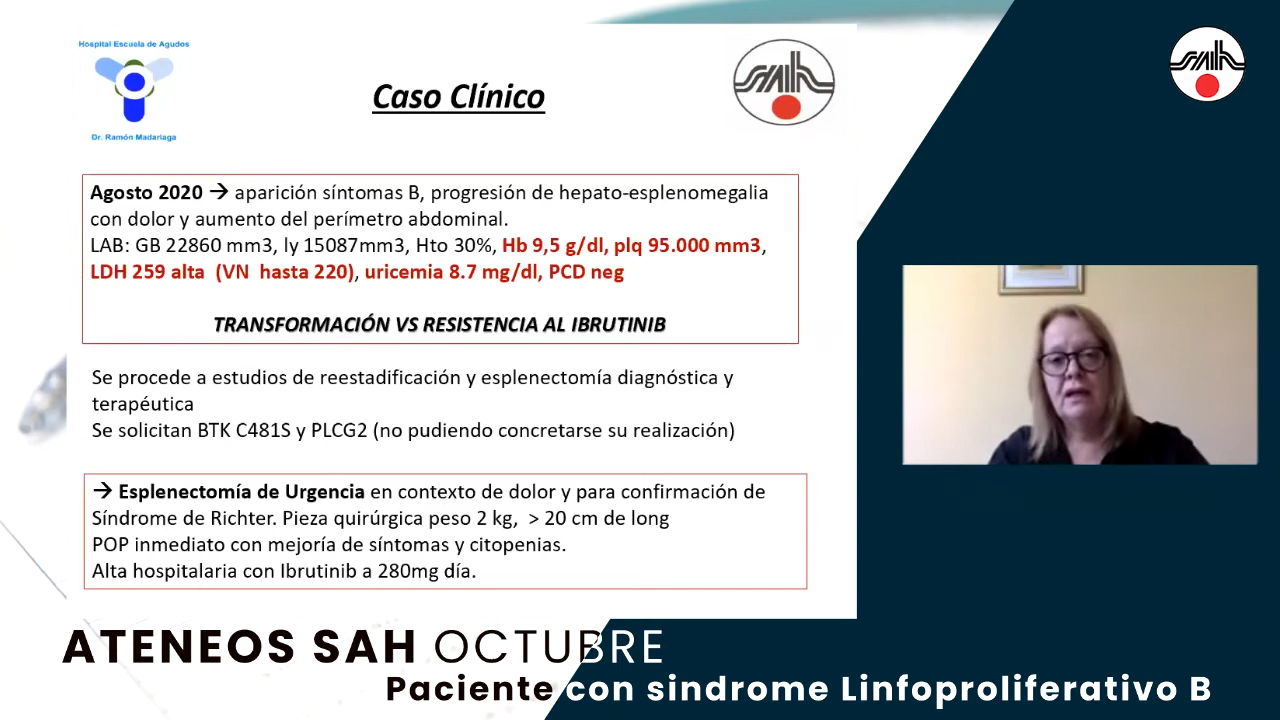 Hospital Escuela de Agudos
Dr. Ramón Madariaga
Caso Clínico
Agosto 2020 → aparición síntomas B, progresión de hepato-esplenomegalia
con dolor y aumento del perímetro abdominal.
LAB: GB 22860 mm3, ly 15087mm3, Hto 30%, Hb 9,5 g/dl, plq 95.000 mm3,
LDH 259 alta (VN hasta 220), uricemia 8.7 mg/dl, PCD neg
TRANSFORMACIÓN VS RESISTENCIA AL IBRUTINIB
Se procede a estudios de reestadificación y esplenectomía diagnóstica y
terapéutica
Se solicitan BTK C481S y PLCG2 (no pudiendo concretarse su realización)
→ Esplenectomía de Urgencia en contexto de dolor y para confirmación de
Síndrome de Richter. Pieza quirúrgica peso 2 kg, > 20 cm de long
POP inmediato con mejoría de síntomas y citopenias.
Alta hospitalaria con Ibrutinib a 280mg día.
sah
sah
ATENEOS SAH OCTUBRE
Paciente con sindrome Linfoproliferativo B